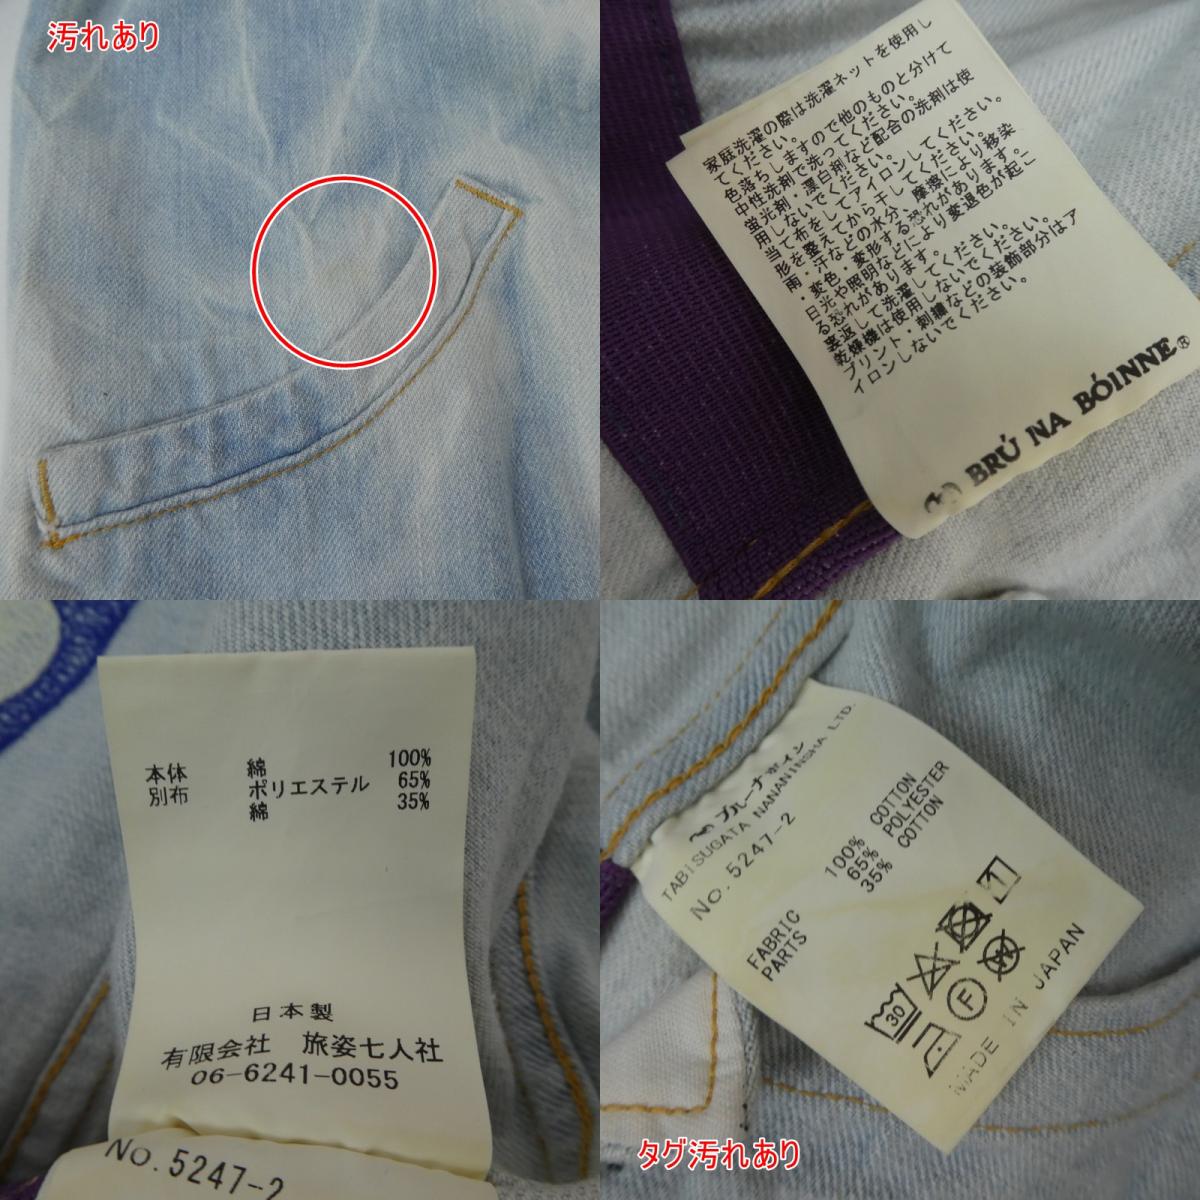 汚れあり
家庭洗濯の際は洗濯ネットを使用し
てください。
色落ちしますので他のものと分けて
中性洗剤で洗ってください。
蛍光剤・漂白剤など配合の洗剤は使
用しないでください。
当て布をしてアイロンしてください。
形を整えてから干してください。
雨・汗などの水分、摩擦により移染
・変色・変形する恐れがあります。
日光や照明などにより変退色が起こ
る恐れがあります。
裏返して洗濯してください。
乾燥機は使用しないでください。
プリント・刺繍などの装飾部分はア
イロンしないでください。
BRÚ NA BÓINNE®
本体 綿 100%
別布 ポリエステル 65%
綿 35%
日本製
有限会社 旅姿七人社
06-6241-0055
No.5247-2
ブルーナボイン
TABISUGATA NANANINSHA LTD.
No.5247-2
100% COTTON
65% POLYESTER
35% COTTON
FABRIC
PARTS
30
F
W
MADE IN JAPAN
タグ汚れあり